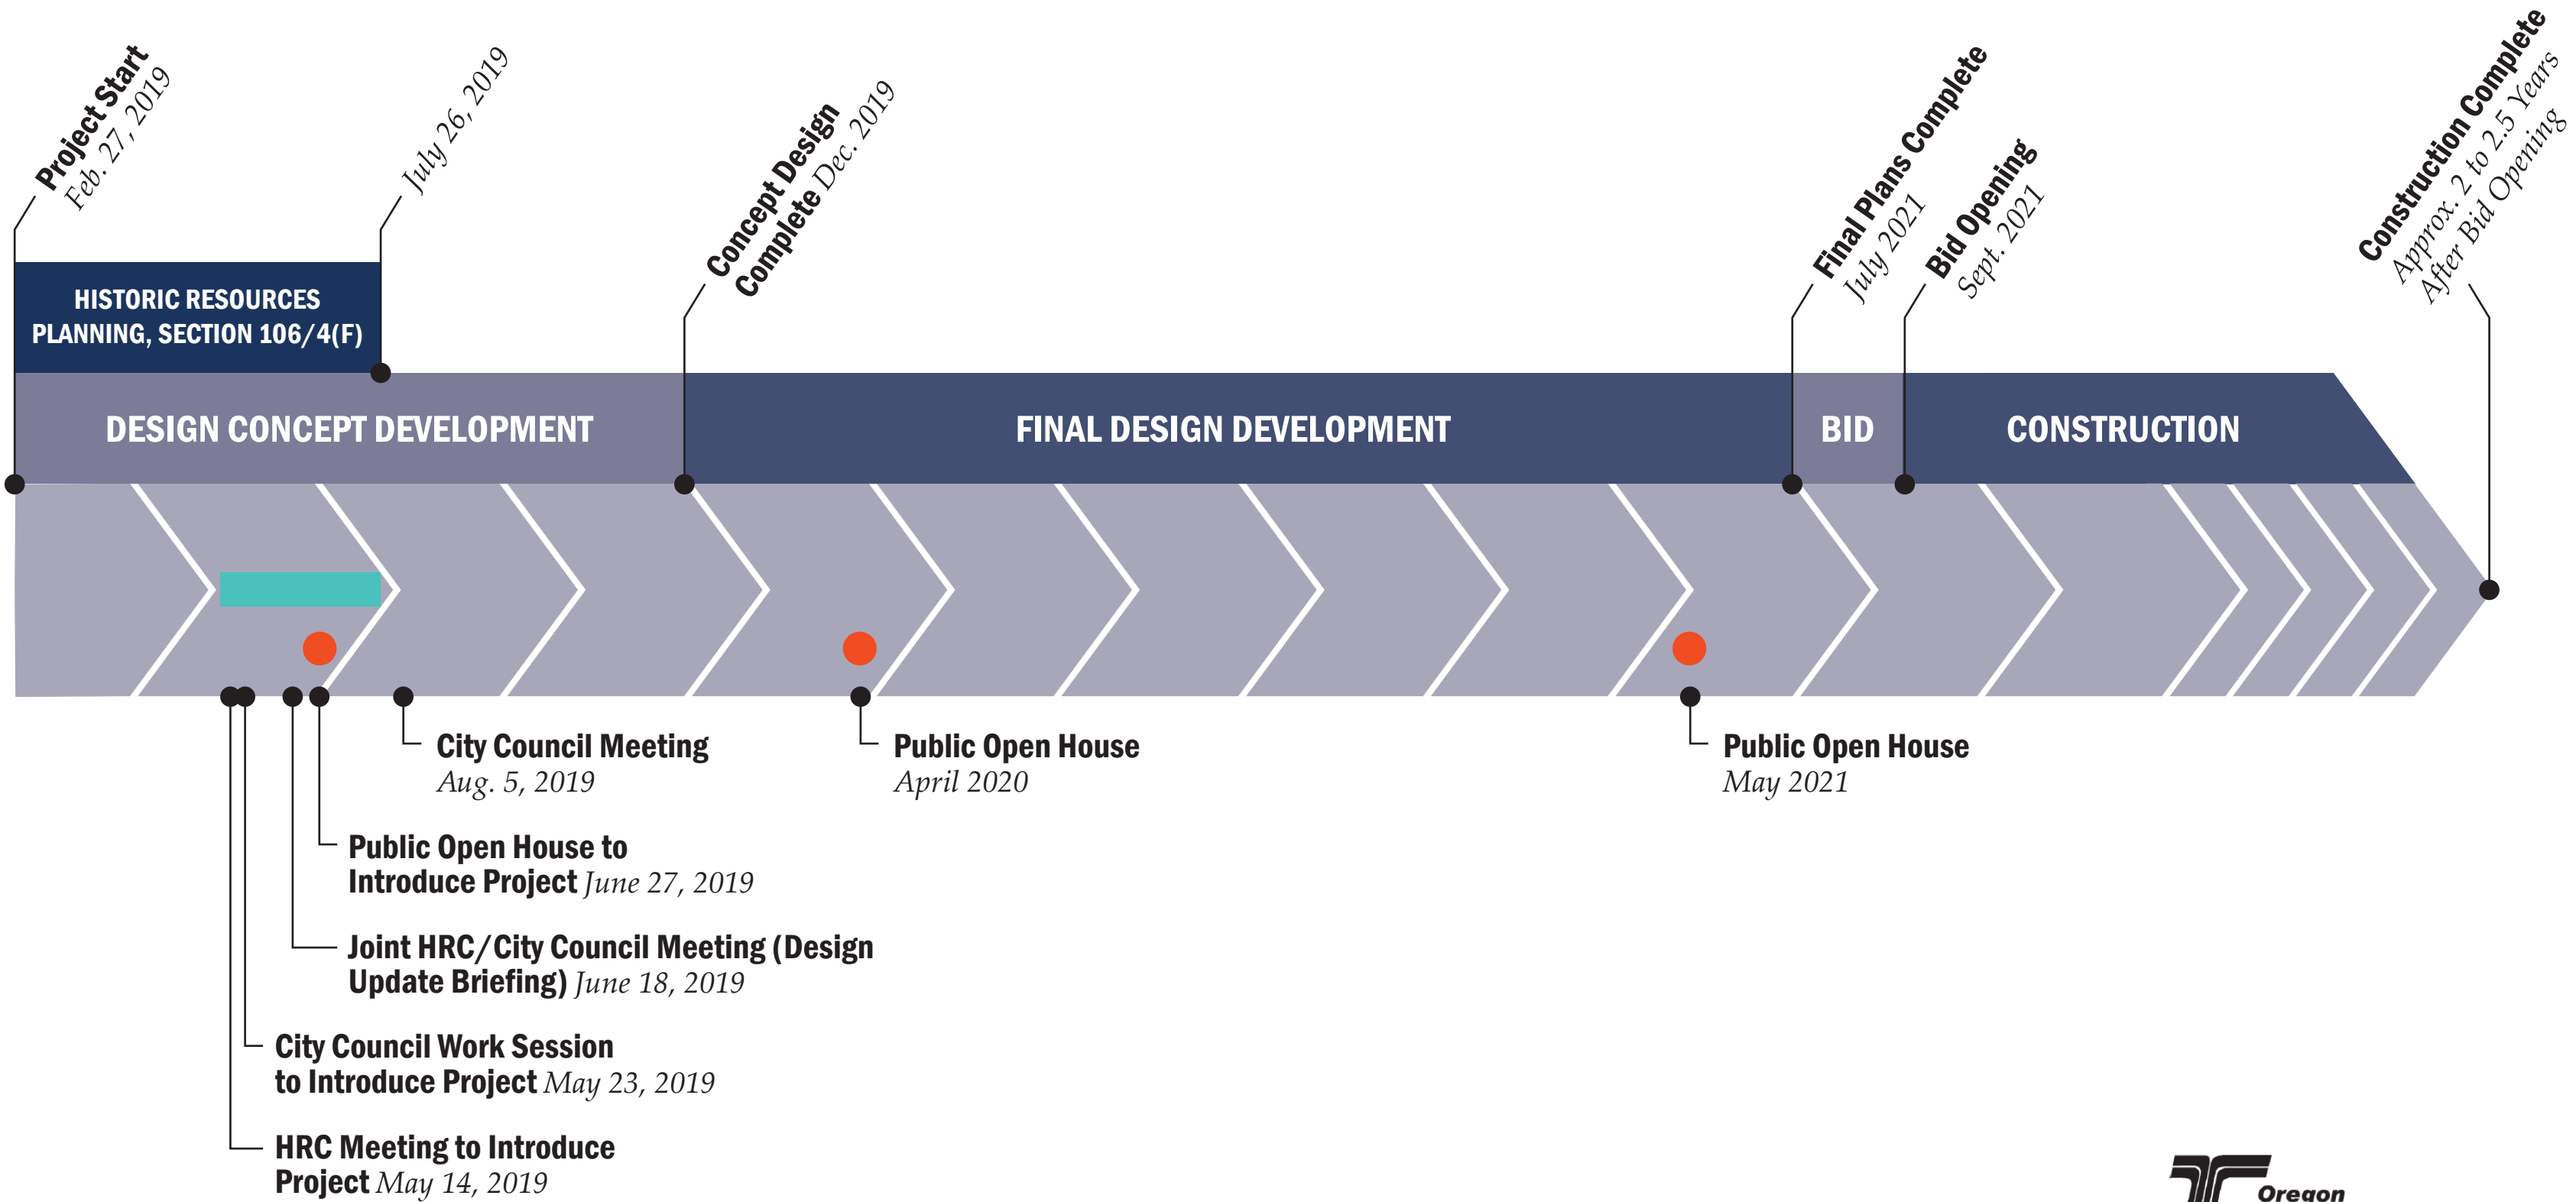 Project Start
Feb. 27, 2019
July 26, 2019
Concept Design
Complete Dec. 2019
Final Plans Complete
July 2021
Bid Opening
Sept. 2021
Construction Complete
Approx. 2 to 2.5 Years
After Bid Opening
HISTORIC RESOURCES
PLANNING, SECTION 106/4(F)
DESIGN CONCEPT DEVELOPMENT
FINAL DESIGN DEVELOPMENT
BID
CONSTRUCTION
City Council Meeting
Aug. 5, 2019
Public Open House
April 2020
Public Open House
May 2021
Public Open House to
Introduce Project June 27, 2019
Joint HRC/City Council Meeting (Design
Update Briefing) June 18, 2019
City Council Work Session
to Introduce Project May 23, 2019
HRC Meeting to Introduce
Project May 14, 2019
Oregon